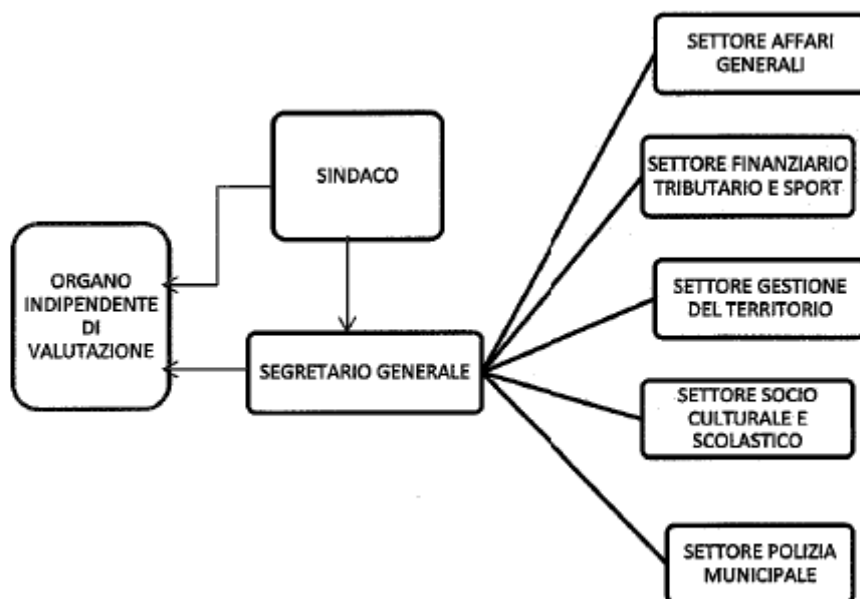 SETTORE AFFARI
GENERALI
SINDACO
SETTORE FINANZIARIO
TRIBUTARIO E SPORT
ORGANO
INDIPENDENTE
DI
VALUTAZIONE
SETTORE GESTIONE
DEL TERRITORIO
SEGRETARIO GENERALE
SETTORE SOCIO
CULTURALE E
SCOLASTICO
SETTORE POLIZIA
MUNICIPALE